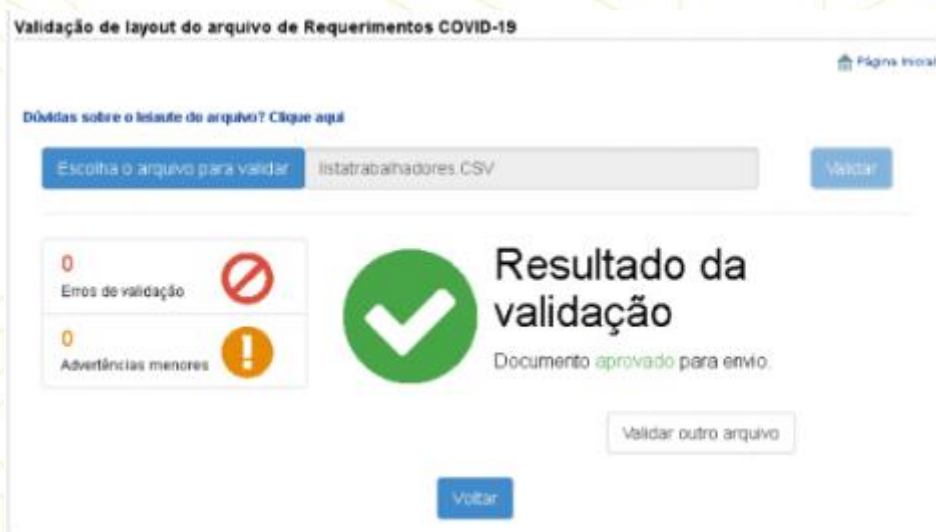 Validação de layout do arquivo de Requerimentos COVID-19
Página Inicial
Dúvidas sobre o leiaute do arquivo? Clique aqui
Escolha o arquivo para validar
listatrabalhadores.CSV
Validar
0
Erros de validação
0
Advertências menores
Resultado da
validação
Documento aprovado para envio.
Validar outro arquivo
Voltar